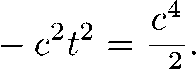 - c²t² = c⁴/ ₂.